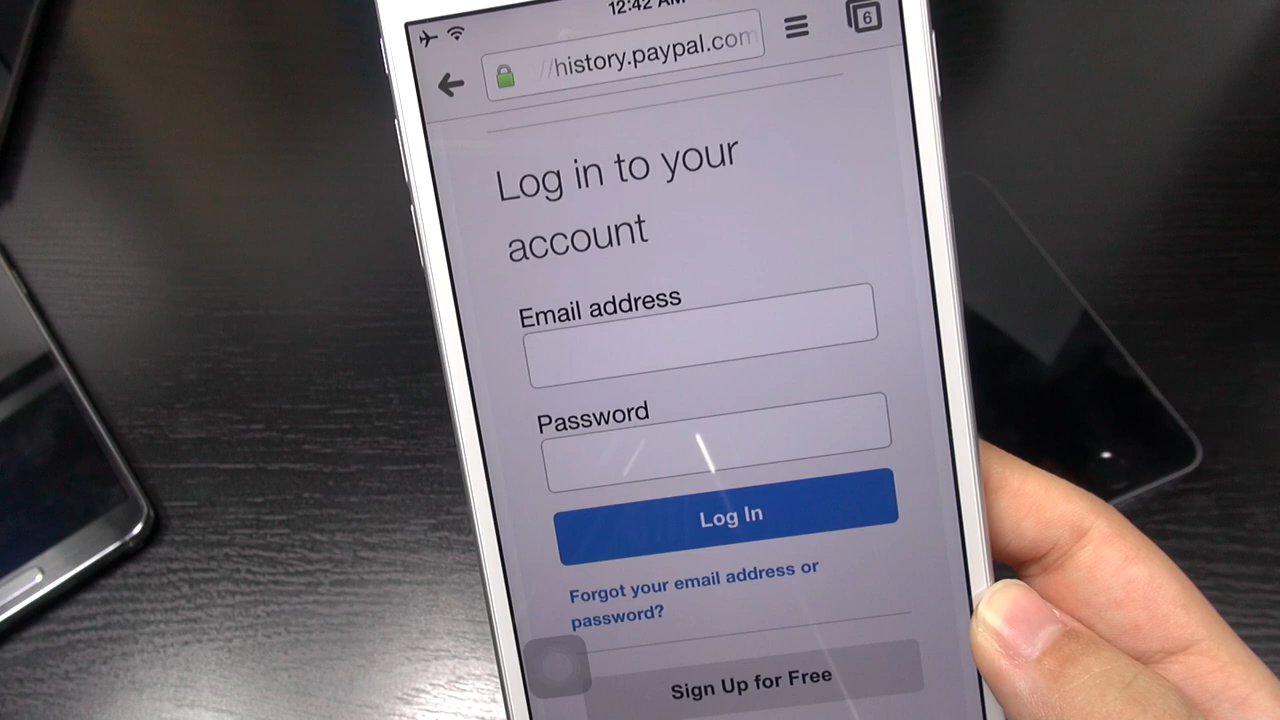 12:42 AM
//history.paypal.com
6
Log in to your
account
Email address
Password
Log In
Forgot your email address or
password?
Sign Up for Free